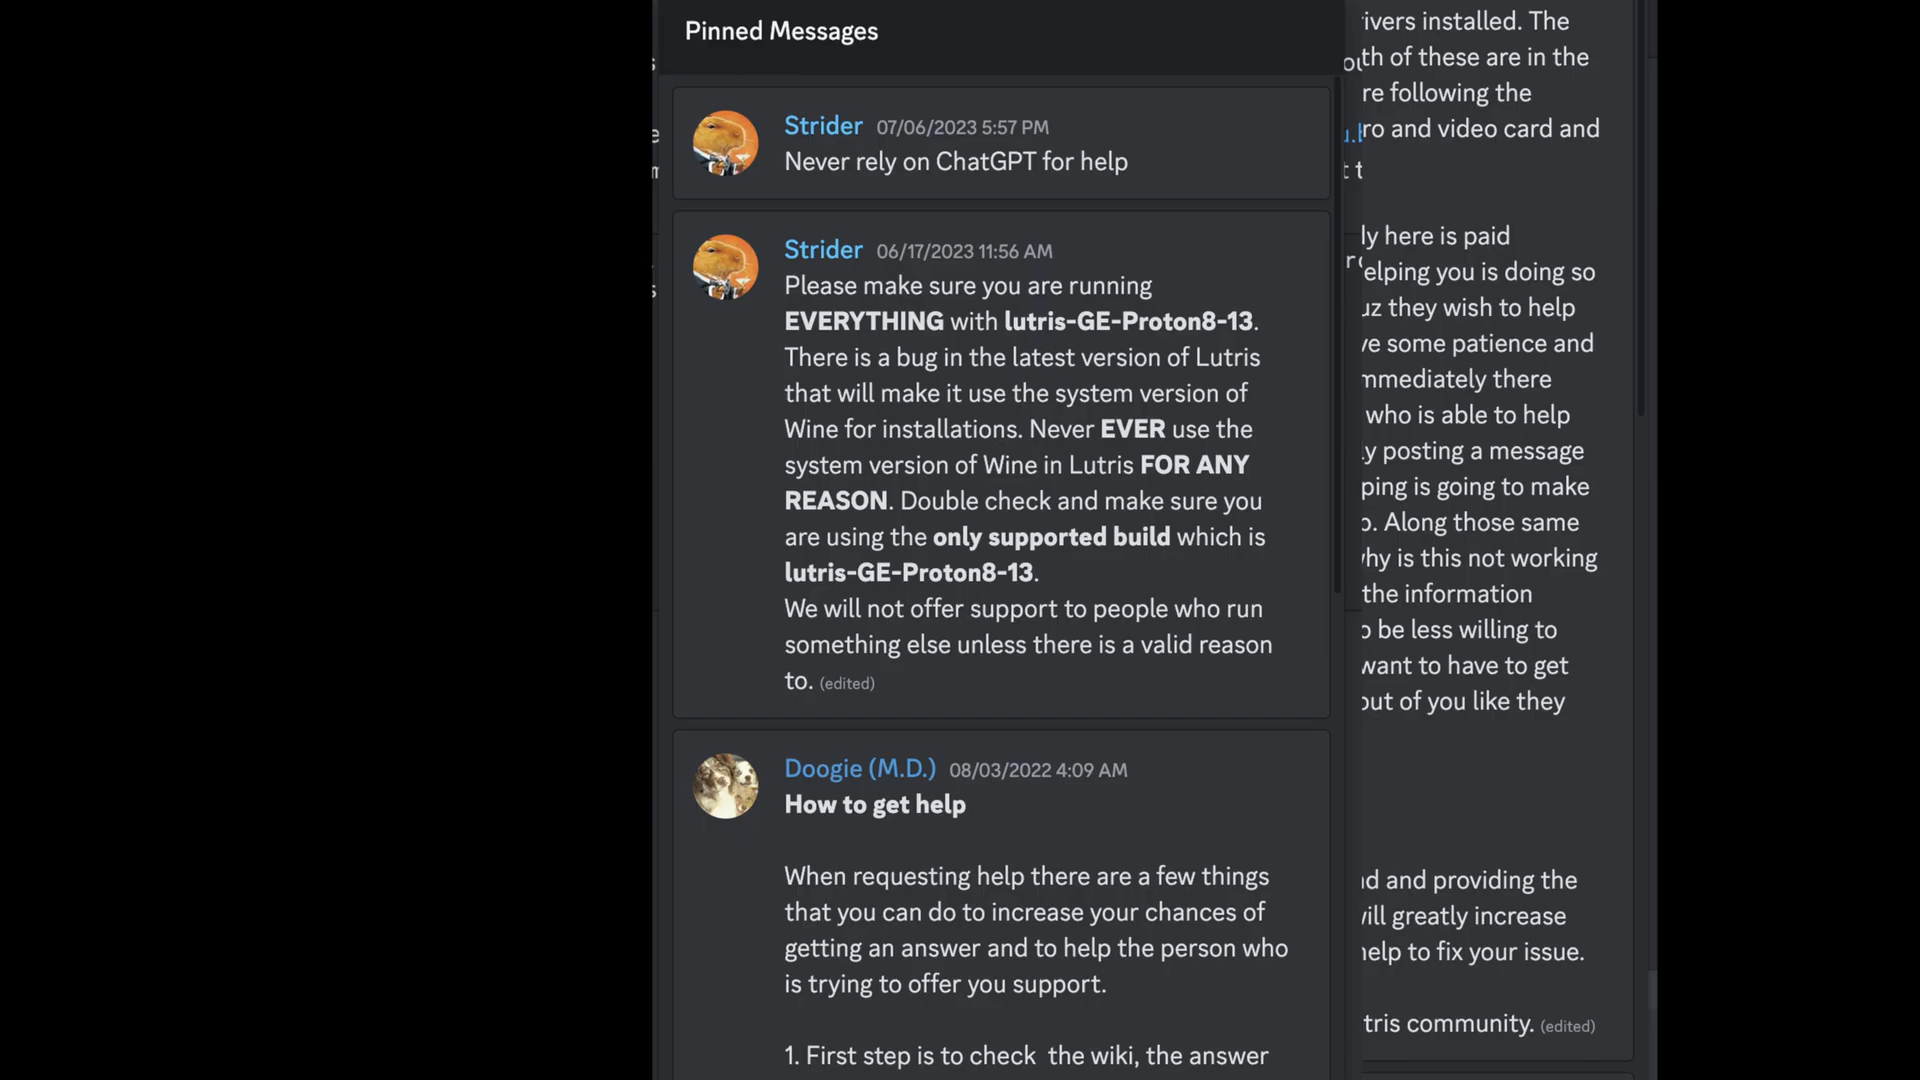 Pinned Messages
Strider 07/06/2023 5:57 PM
Never rely on ChatGPT for help
Strider 06/17/2023 11:56 AM
Please make sure you are running
EVERYTHING with lutris-GE-Proton8-13.
There is a bug in the latest version of Lutris
that will make it use the system version of
Wine for installations. Never EVER use the
system version of Wine in Lutris FOR ANY
REASON. Double check and make sure you
are using the only supported build which is
lutris-GE-Proton8-13.
We will not offer support to people who run
something else unless there is a valid reason
to. (edited)
Doogie (M.D.) 08/03/2022 4:09 AM
How to get help
When requesting help there are a few things
that you can do to increase your chances of
getting an answer and to help the person who
is trying to offer you support.
1. First step is to check the wiki, the answer
installed. The
of these are in the
following the
and video card and
here is paid
you is doing so
they wish to help
some patience and
there
who is able to help
posting a message
is going to make
Along those same
is this not working
the information
be less willing to
want to have to get
out of you like they
and providing the
greatly increase
to fix your issue.
community. (edited)